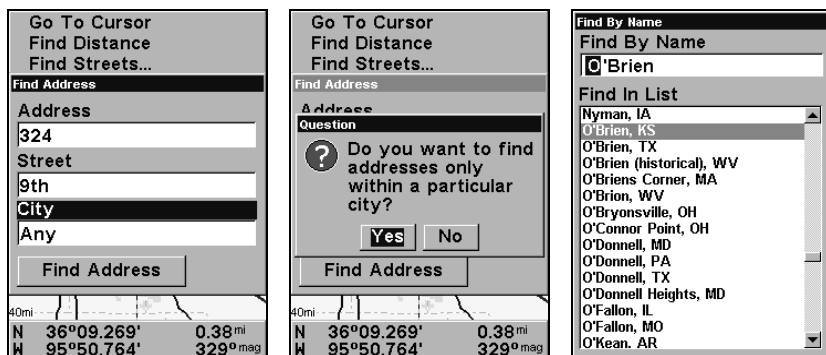 Go To Cursor
Find Distance
Find Streets...
Find Address
Address
324
Street
9th
City
Any
Find Address
40mi
N 36°09.269' 0.38 mi
W 95°50.764' 329° mag
Go To Cursor
Find Distance
Find Streets...
Find Address
Address
Question
Do you want to find
addresses only
within a particular
city?
Yes No
Find Address
40mi
N 36°09.269' 0.38 mi
W 95°50.764' 329° mag
Find By Name
Find By Name
O'Brien
Find In List
Nyman, IA
O'Brien, KS
O'Brien, TX
O'Brien (historical), WV
O'Briens Corner, MA
O'Brion, WV
O'Bryonsville, OH
O'Connor Point, OH
O'Donnell, MD
O'Donnell, PA
O'Donnell, TX
O'Donnell Heights, MD
O'Fallon, IL
O'Fallon, MO
O'Kean, AR